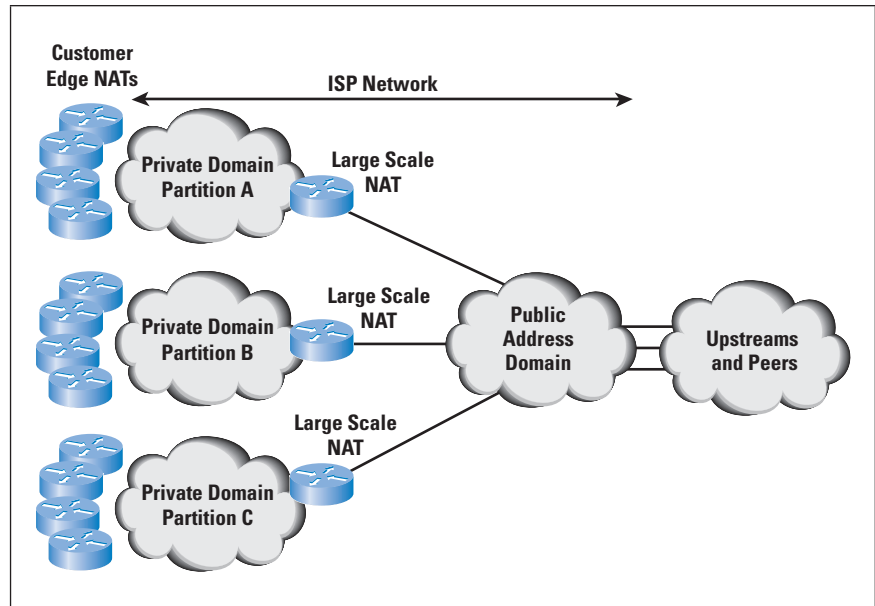 Customer
Edge NATs
ISP Network
Private Domain
Partition A
Large Scale
NAT
Private Domain
Partition B
Large Scale
NAT
Public
Address
Domain
Upstreams
and Peers
Private Domain
Partition C
Large Scale
NAT